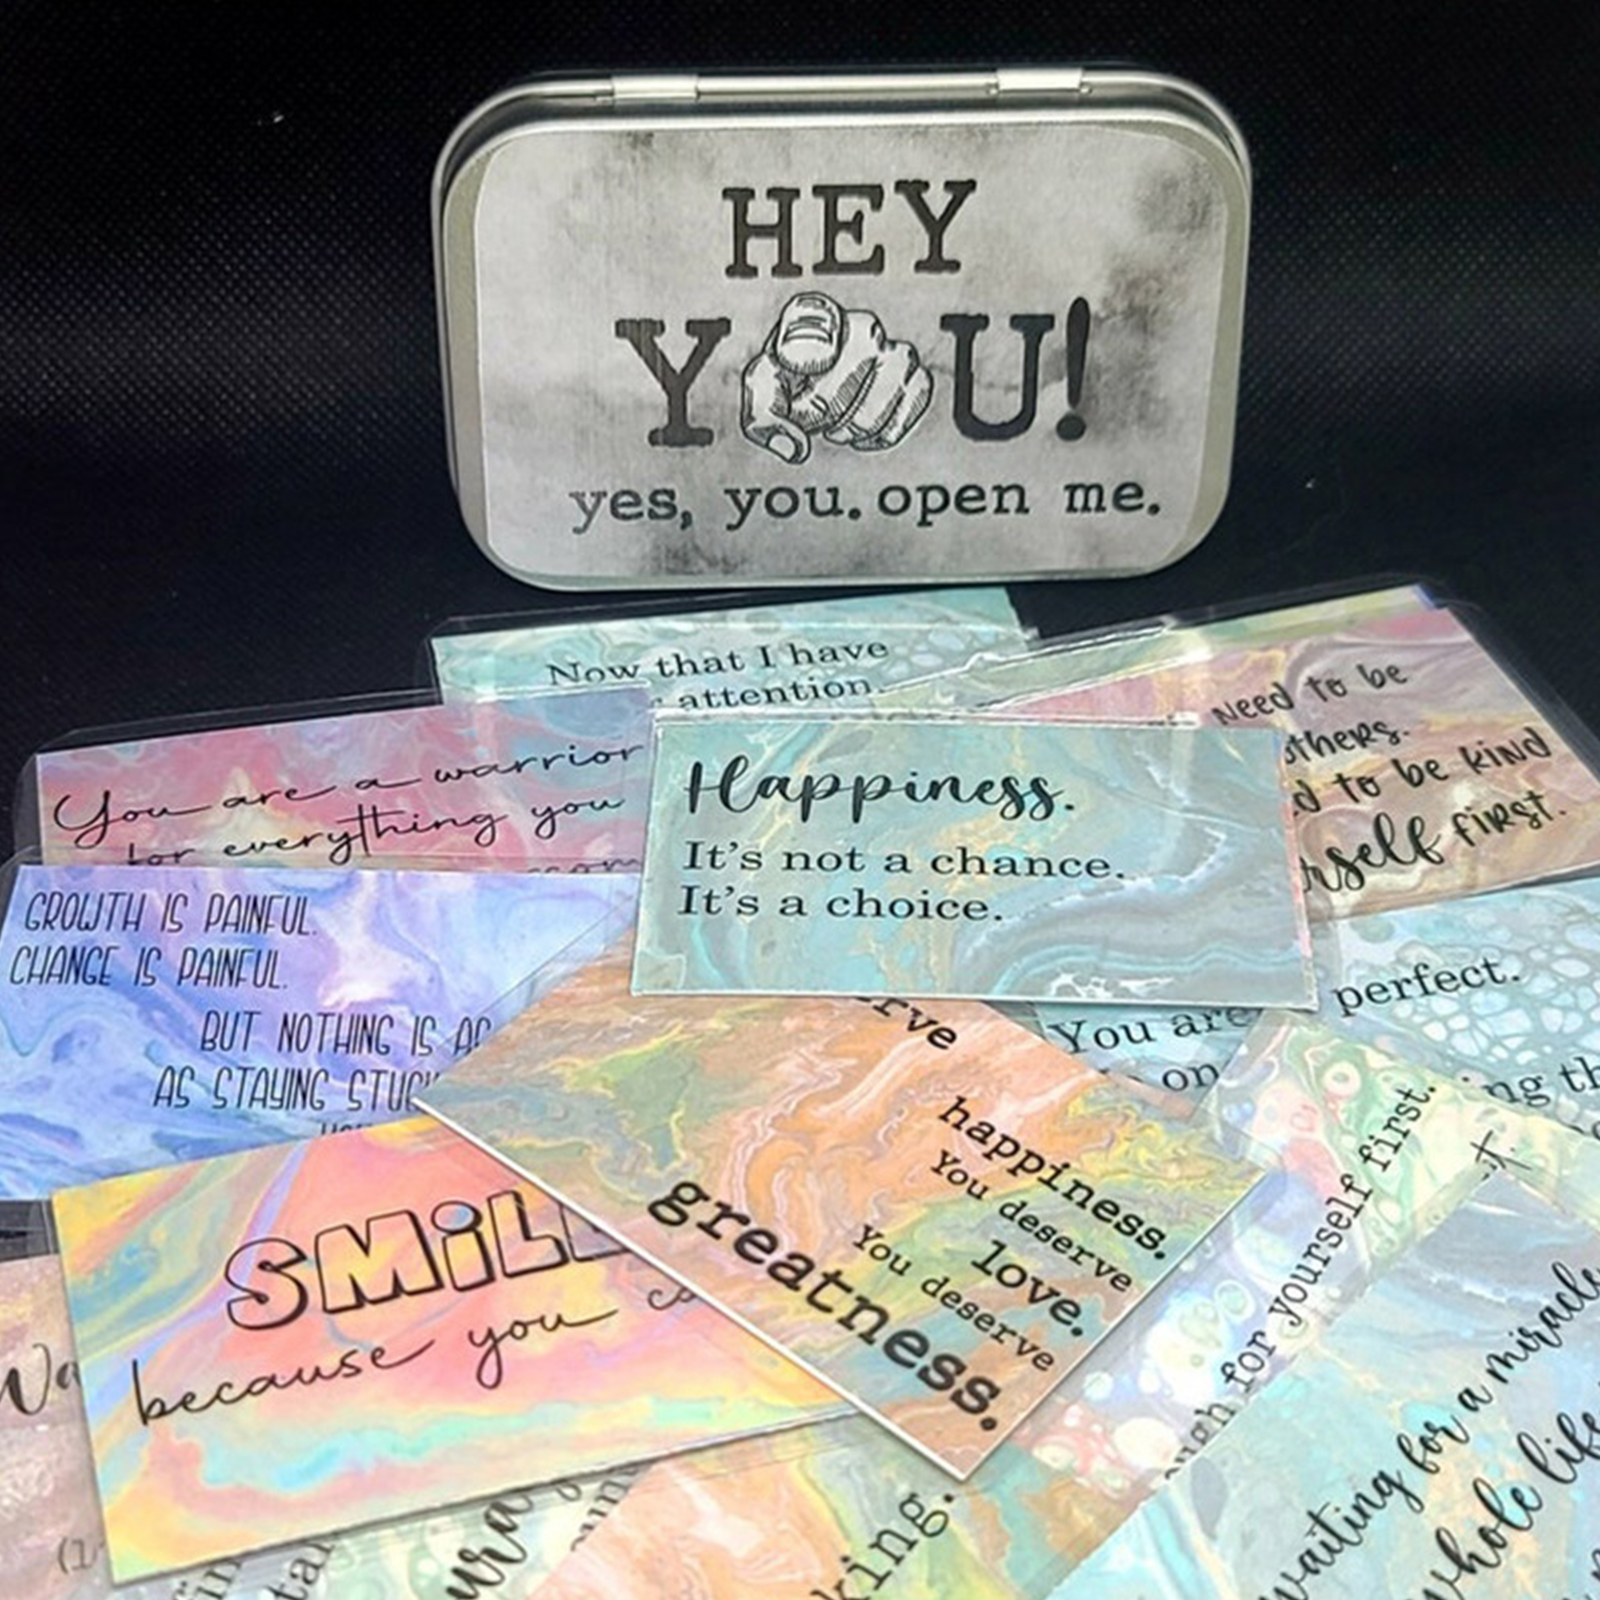 HEY
YOU!
yes, you. open me.
Now that I have
attention.
need to be
others.
to be kind
first.
You are a warrior
for everything you
Happiness.
It's not a chance.
It's a choice.
GROWTH IS PAINFUL.
CHANGE IS PAINFUL.
BUT NOTHING IS AS
AS STAYING STUCK
perfect.
You are
on
happiness.
You deserve
love.
You deserve
greatness.
SMILE
because you
for yourself first.
waiting for a miracle
whole life